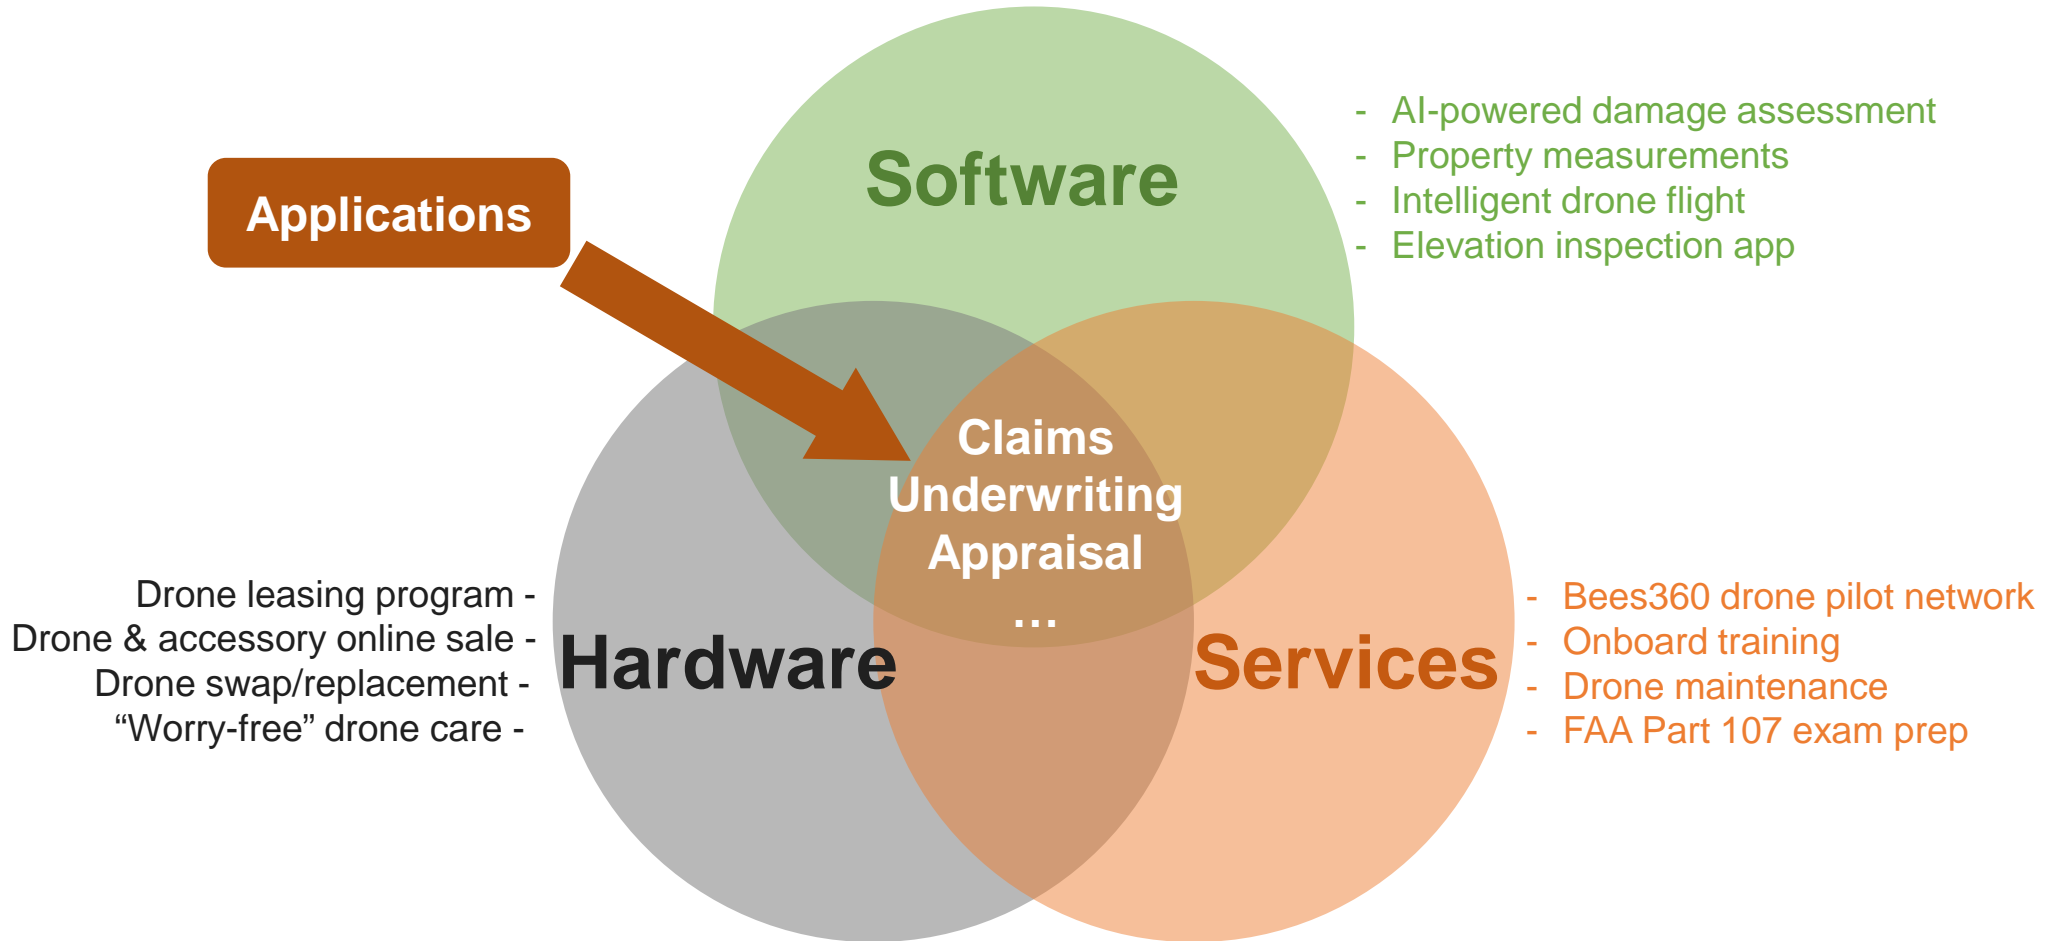 Software
- AI-powered damage assessment
- Property measurements
- Intelligent drone flight
- Elevation inspection app
Applications
Claims
Underwriting
Appraisal
...
Drone leasing program -
Drone & accessory online sale -
Drone swap/replacement -
“Worry-free” drone care -
Hardware
Services
- Bees360 drone pilot network
- Onboard training
- Drone maintenance
- FAA Part 107 exam prep